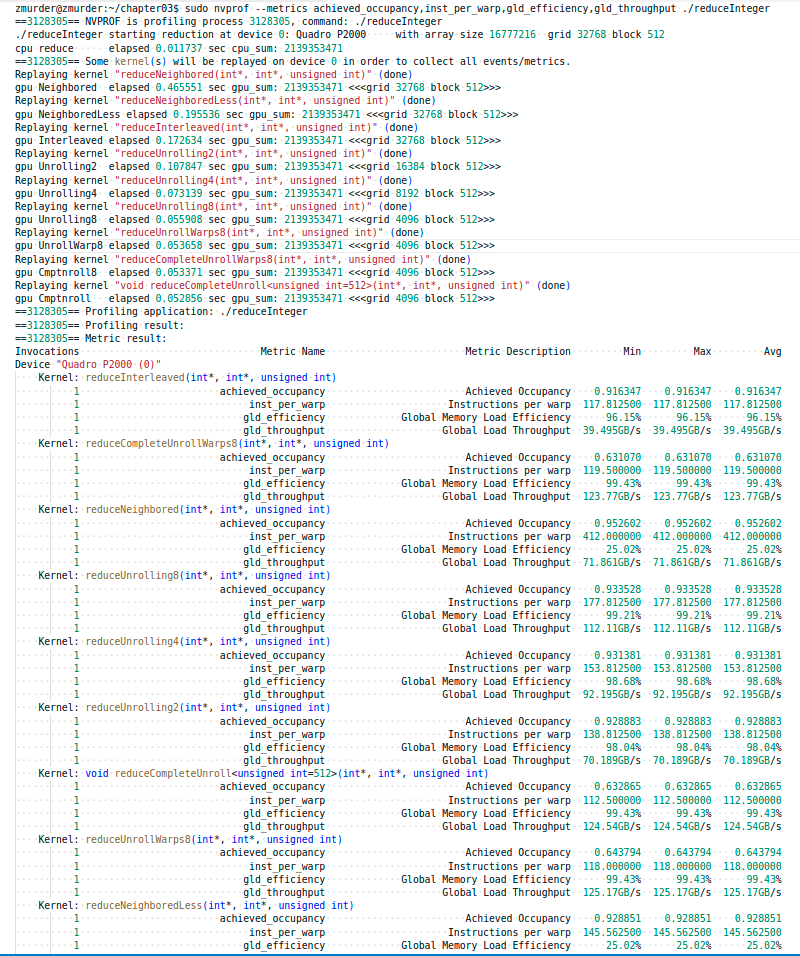 zmurder@zmurder:~/chapter03$ sudo nvprof --metrics achieved_occupancy,inst_per_warp,gld_efficiency,gld_throughput ./reduceInteger
==3128305== NVPROF is profiling process 3128305, command: ./reduceInteger
./reduceInteger starting reduction at device 0: Quadro P2000     with array size 16777216  grid 32768 block 512
cpu reduce      elapsed 0.011737 sec cpu_sum: 2139353471
==3128305== Some kernel(s) will be replayed on device 0 in order to collect all events/metrics.
Replaying kernel "reduceNeighbored(int*, int*, unsigned int)" (done)
gpu Neighbored  elapsed 0.465551 sec gpu_sum: 2139353471 <<<grid 32768 block 512>>>
Replaying kernel "reduceNeighboredLess(int*, int*, unsigned int)" (done)
gpu NeighboredLess elapsed 0.195536 sec gpu_sum: 2139353471 <<<grid 32768 block 512>>>
Replaying kernel "reduceInterleaved(int*, int*, unsigned int)" (done)
gpu Interleaved elapsed 0.172634 sec gpu_sum: 2139353471 <<<grid 32768 block 512>>>
Replaying kernel "reduceUnrolling2(int*, int*, unsigned int)" (done)
gpu Unrolling2  elapsed 0.107847 sec gpu_sum: 2139353471 <<<grid 16384 block 512>>>
Replaying kernel "reduceUnrolling4(int*, int*, unsigned int)" (done)
gpu Unrolling4  elapsed 0.073139 sec gpu_sum: 2139353471 <<<grid 8192 block 512>>>
Replaying kernel "reduceUnrolling8(int*, int*, unsigned int)" (done)
gpu Unrolling8  elapsed 0.055908 sec gpu_sum: 2139353471 <<<grid 4096 block 512>>>
Replaying kernel "reduceUnrollWarps8(int*, int*, unsigned int)" (done)
gpu UnrollWarp8 elapsed 0.053658 sec gpu_sum: 2139353471 <<<grid 4096 block 512>>>
Replaying kernel "reduceCompleteUnrollWarps8(int*, int*, unsigned int)" (done)
gpu Cmptnroll8  elapsed 0.053371 sec gpu_sum: 2139353471 <<<grid 4096 block 512>>>
Replaying kernel "void reduceCompleteUnroll<unsigned int=512>(int*, int*, unsigned int)" (done)
gpu Cmptnroll   elapsed 0.052856 sec gpu_sum: 2139353471 <<<grid 4096 block 512>>>
==3128305== Profiling application: ./reduceInteger
==3128305== Profiling result:
==3128305== Metric result:
Invocations Metric Name Metric Description Min Max Avg
Device "Quadro P2000 (0)"
Kernel: reduceInterleaved(int*, int*, unsigned int)
1 achieved_occupancy Achieved Occupancy 0.916347 0.916347 0.916347
1 inst_per_warp Instructions per warp 117.812500 117.812500 117.812500
1 gld_efficiency Global Memory Load Efficiency 96.15% 96.15% 96.15%
1 gld_throughput Global Load Throughput 39.495GB/s 39.495GB/s 39.495GB/s
Kernel: reduceCompleteUnrollWarps8(int*, int*, unsigned int)
1 achieved_occupancy Achieved Occupancy 0.631070 0.631070 0.631070
1 inst_per_warp Instructions per warp 119.500000 119.500000 119.500000
1 gld_efficiency Global Memory Load Efficiency 99.43% 99.43% 99.43%
1 gld_throughput Global Load Throughput 123.77GB/s 123.77GB/s 123.77GB/s
Kernel: reduceNeighbored(int*, int*, unsigned int)
1 achieved_occupancy Achieved Occupancy 0.952602 0.952602 0.952602
1 inst_per_warp Instructions per warp 412.000000 412.000000 412.000000
1 gld_efficiency Global Memory Load Efficiency 25.02% 25.02% 25.02%
1 gld_throughput Global Load Throughput 71.861GB/s 71.861GB/s 71.861GB/s
Kernel: reduceUnrolling8(int*, int*, unsigned int)
1 achieved_occupancy Achieved Occupancy 0.933528 0.933528 0.933528
1 inst_per_warp Instructions per warp 177.812500 177.812500 177.812500
1 gld_efficiency Global Memory Load Efficiency 99.21% 99.21% 99.21%
1 gld_throughput Global Load Throughput 112.11GB/s 112.11GB/s 112.11GB/s
Kernel: reduceUnrolling4(int*, int*, unsigned int)
1 achieved_occupancy Achieved Occupancy 0.931381 0.931381 0.931381
1 inst_per_warp Instructions per warp 153.812500 153.812500 153.812500
1 gld_efficiency Global Memory Load Efficiency 98.68% 98.68% 98.68%
1 gld_throughput Global Load Throughput 92.195GB/s 92.195GB/s 92.195GB/s
Kernel: reduceUnrolling2(int*, int*, unsigned int)
1 achieved_occupancy Achieved Occupancy 0.928883 0.928883 0.928883
1 inst_per_warp Instructions per warp 138.812500 138.812500 138.812500
1 gld_efficiency Global Memory Load Efficiency 98.04% 98.04% 98.04%
1 gld_throughput Global Load Throughput 70.189GB/s 70.189GB/s 70.189GB/s
Kernel: void reduceCompleteUnroll<unsigned int=512>(int*, int*, unsigned int)
1 achieved_occupancy Achieved Occupancy 0.632865 0.632865 0.632865
1 inst_per_warp Instructions per warp 112.500000 112.500000 112.500000
1 gld_efficiency Global Memory Load Efficiency 99.43% 99.43% 99.43%
1 gld_throughput Global Load Throughput 124.54GB/s 124.54GB/s 124.54GB/s
Kernel: reduceUnrollWarps8(int*, int*, unsigned int)
1 achieved_occupancy Achieved Occupancy 0.643794 0.643794 0.643794
1 inst_per_warp Instructions per warp 118.000000 118.000000 118.000000
1 gld_efficiency Global Memory Load Efficiency 99.43% 99.43% 99.43%
1 gld_throughput Global Load Throughput 125.17GB/s 125.17GB/s 125.17GB/s
Kernel: reduceNeighboredLess(int*, int*, unsigned int)
1 achieved_occupancy Achieved Occupancy 0.928851 0.928851 0.928851
1 inst_per_warp Instructions per warp 145.562500 145.562500 145.562500
1 gld_efficiency Global Memory Load Efficiency 25.02% 25.02% 25.02%